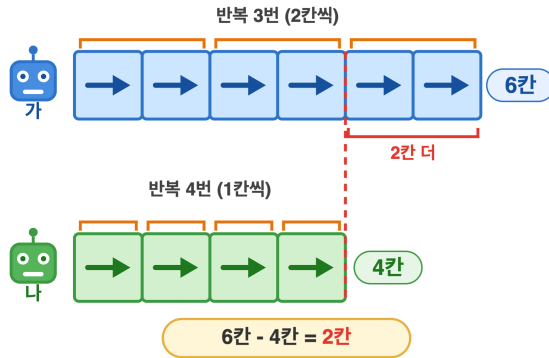 반복 3번 (2칸씩)
가
6칸
2칸 더
반복 4번 (1칸씩)
나
4칸
6칸 - 4칸 = 2칸